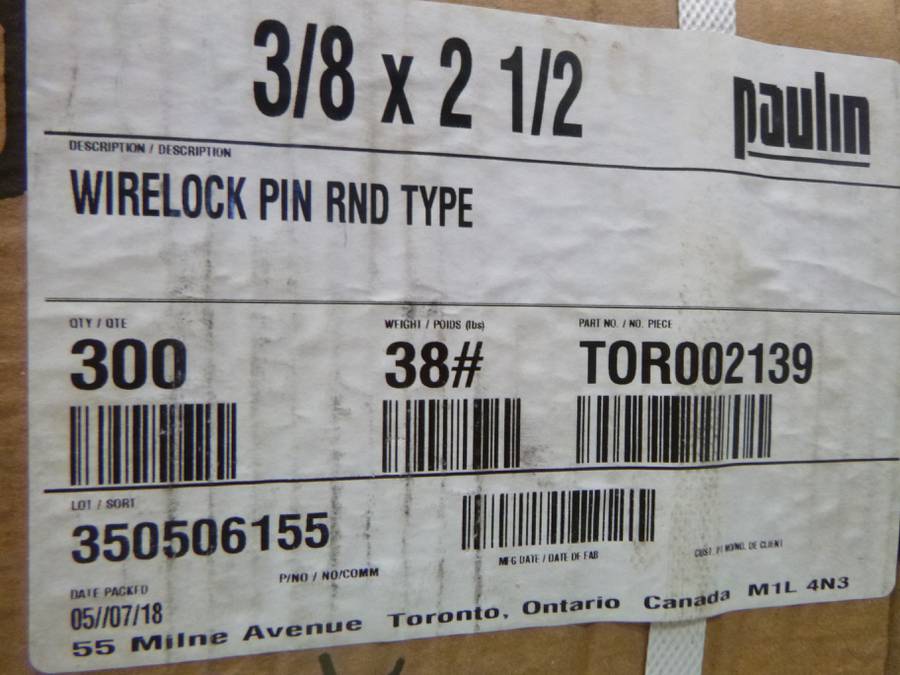 3/8 x 2 1/2
paulin
DESCRIPTION / DESCRIPTION
WIRELOCK PIN RND TYPE
QTY / QTE
WEIGHT / POIDS (lbs)
PART NO. / NO. PIECE
300
38#
TOR002139
LOT / SORT
350506155
MFG DATE / DATE OF FAB
P/NO / NO/COMM
DATE PACKED
05//07/18
55 Milne Avenue Toronto, Ontario Canada M1L 4N3